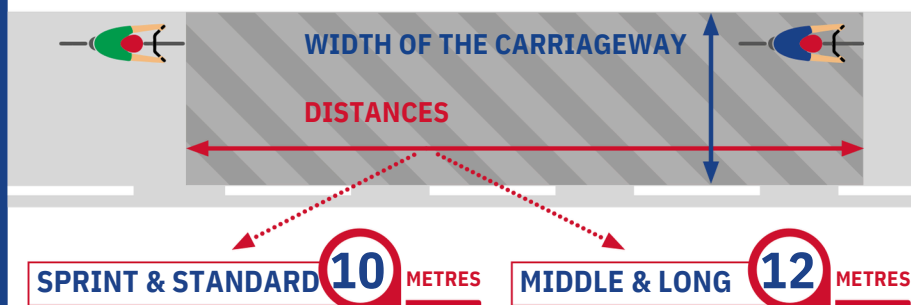 WIDTH OF THE CARRIAGEWAY
DISTANCES
SPRINT & STANDARD 10 METRES
MIDDLE & LONG 12 METRES